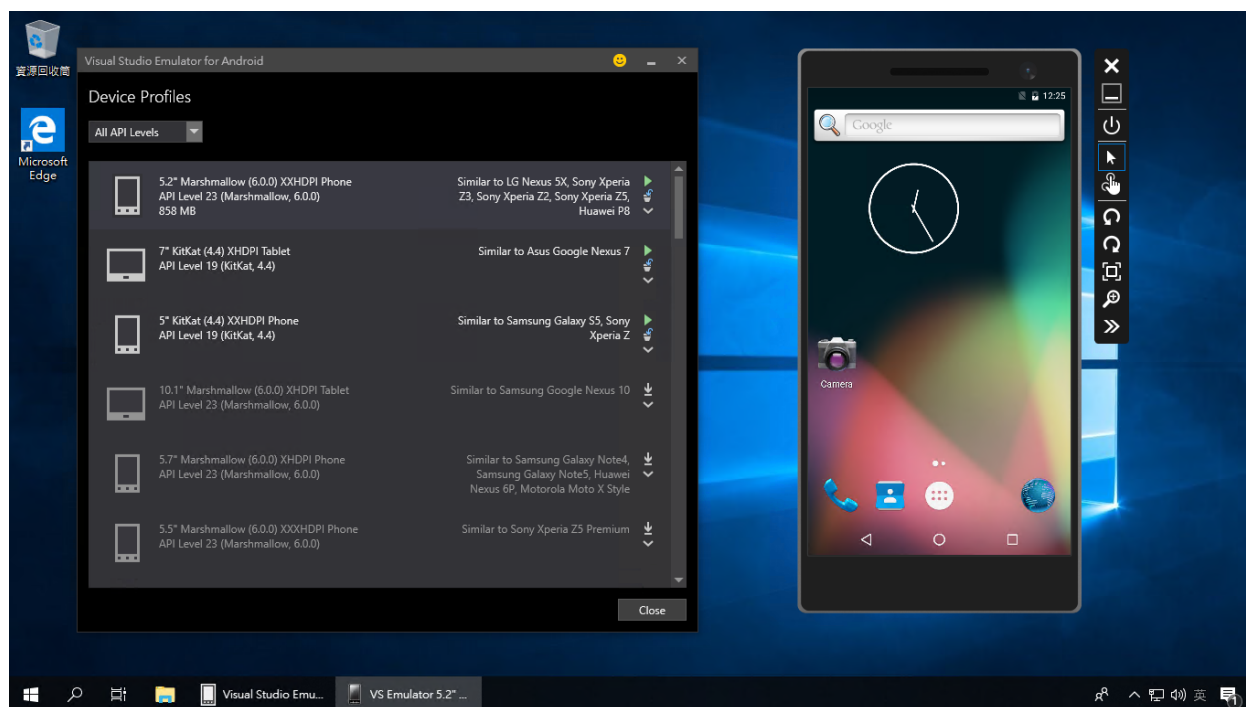 資源回收筒
Microsoft
Edge
Visual Studio Emulator for Android
Device Profiles
All API Levels
5.2" Marshmallow (6.0.0) XXHDPI Phone
API Level 23 (Marshmallow, 6.0.0)
858 MB
Similar to LG Nexus 5X, Sony Xperia
Z3, Sony Xperia Z2, Sony Xperia Z5,
Huawei P8
7" KitKat (4.4) XHDPI Tablet
API Level 19 (KitKat, 4.4)
Similar to Asus Google Nexus 7
5" KitKat (4.4) XXHDPI Phone
API Level 19 (KitKat, 4.4)
Similar to Samsung Galaxy S5, Sony
Xperia Z
10.1" Marshmallow (6.0.0) XHDPI Tablet
API Level 23 (Marshmallow, 6.0.0)
Similar to Samsung Google Nexus 10
5.7" Marshmallow (6.0.0) XHDPI Phone
API Level 23 (Marshmallow, 6.0.0)
Similar to Samsung Galaxy Note4,
Samsung Galaxy Note5, Huawei
Nexus 6P, Motorola Moto X Style
5.5" Marshmallow (6.0.0) XXXHDPI Phone
API Level 23 (Marshmallow, 6.0.0)
Similar to Sony Xperia Z5 Premium
Close
12:25
Google
Camera
Visual Studio Emu...
VS Emulator 5.2" ...
英
1